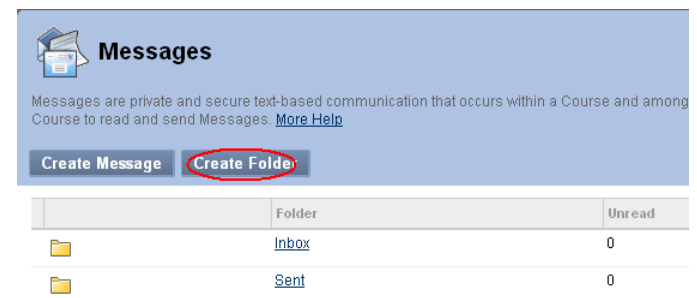 Messages
Messages are private and secure text-based communication that occurs within a Course and among
Course to read and send Messages. More Help
Create Message Create Folder
Folder Unread
Inbox 0
Sent 0